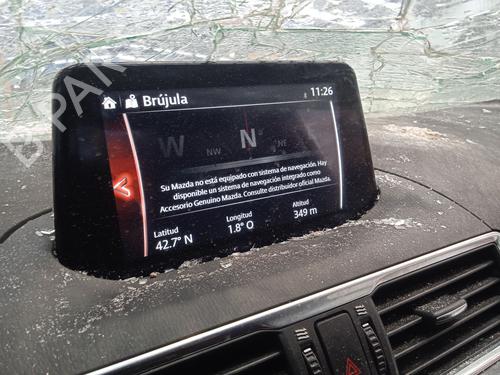 Brújula
11:26
W NW N NE E
Su Mazda no está equipado con sistema de navegación. Hay
disponible un sistema de navegación integrado como
Accesorio Genuino Mazda. Consulte distribuidor oficial Mazda.
Latitud Longitud Altitud
42.7° N 1.8° O 349 m